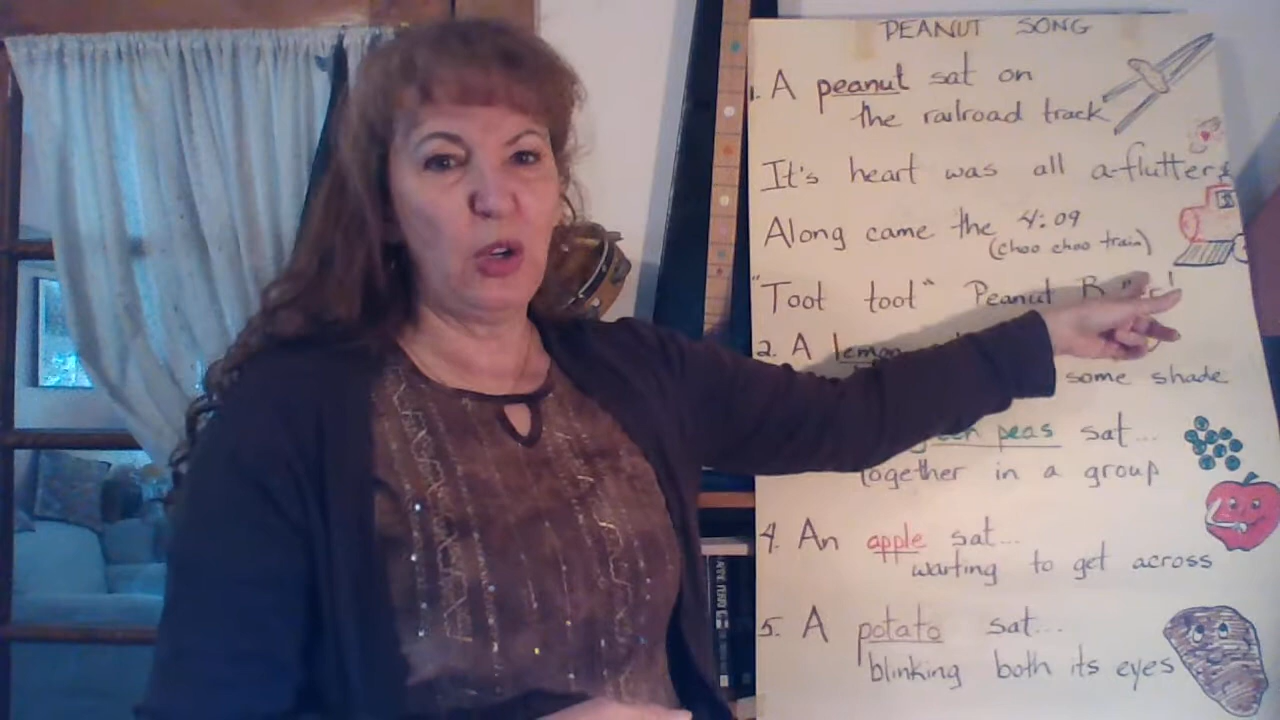 PEANUT SONG
1. A peanut sat on
the railroad track
It's heart was all a-flutter
Along came the 4:09
(choo choo train)
"Toot toot" Peanut
2. A lemon
some shade
peas sat...
together in a group
4. An apple sat...
waiting to get across
5. A potato sat...
blinking both its eyes